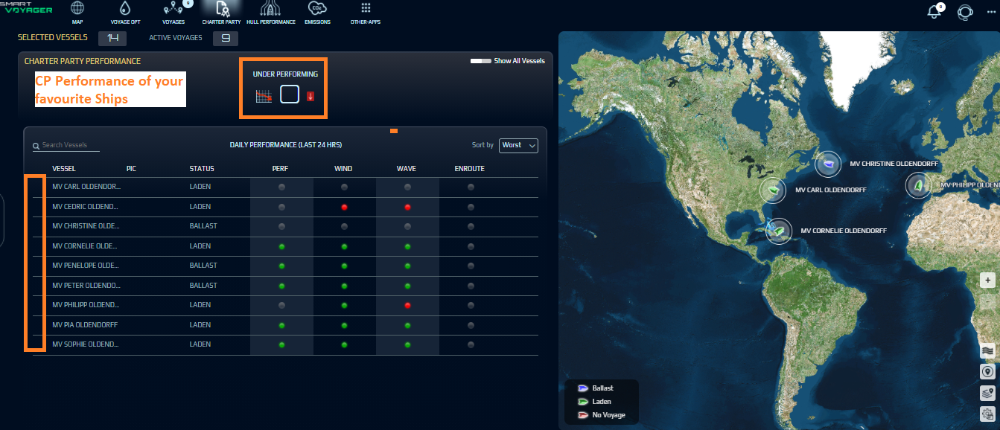 SMART
VOYAGER
9
9
MAP
VOYAGE OPT
VOYAGES
CHARTER PARTY
HULL PERFORMANCE
CO2
EMISSIONS
OTHER-APPS
SELECTED VESSELS 14 ACTIVE VOYAGES 9
CHARTER PARTY PERFORMANCE
Show All Vessels
CP Performance of your
favourite Ships
UNDER PERFORMING
Search Vessels
DAILY PERFORMANCE (LAST 24 HRS)
Sort by Worst
VESSEL PIC STATUS PERF WIND WAVE ENROUTE
MV CARL OLDENDOR... LADEN
MV CEDRIC OLDEND... LADEN
MV CHRISTINE OLDE... BALLAST
MV CORNELIE OLDE... LADEN
MV PENELOPE OLDE... BALLAST
MV PETER OLDENDO... BALLAST
MV PHILIPP OLDEND... LADEN
MV PIA OLDENDORFF LADEN
MV SOPHIE OLDEND... LADEN
MV CHRISTINE OLDENDORFF
MV PHILIPP OLDEN
MV CARL OLDENDORFF
MV CORNELIE OLDENDORFF
+
-
Ballast
Laden
No Voyage